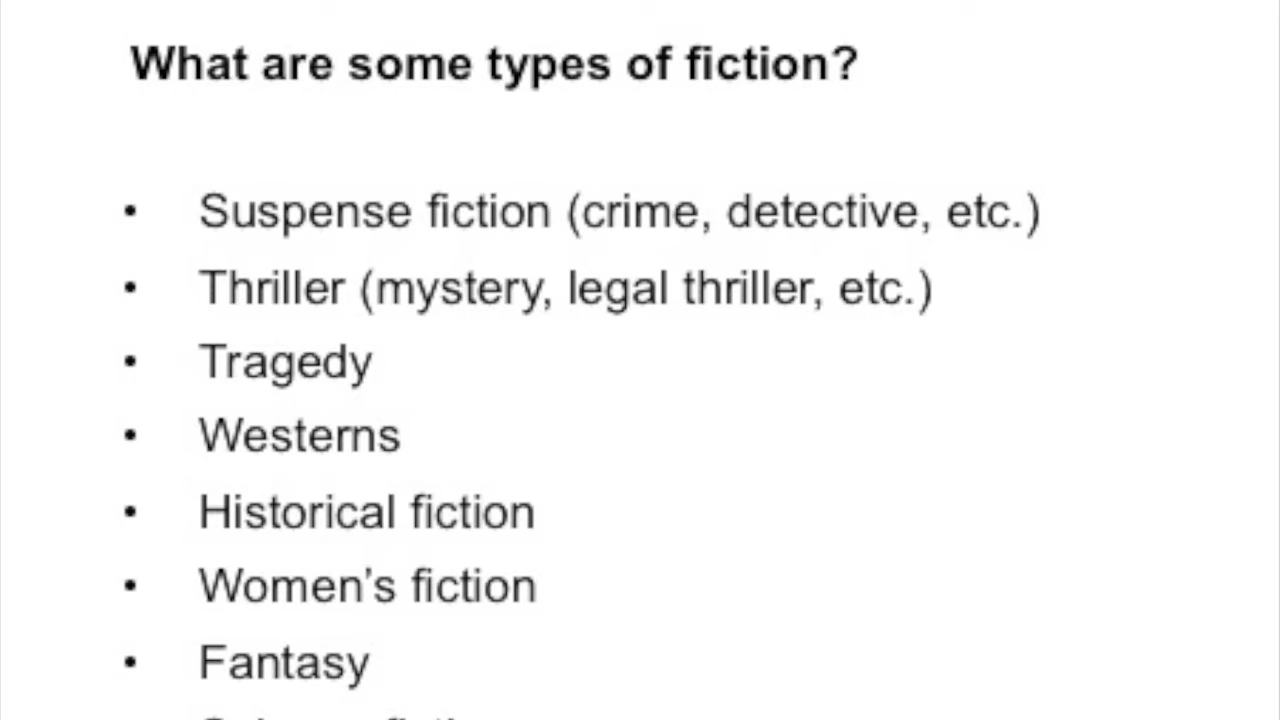 What are some types of fiction?
• Suspense fiction (crime, detective, etc.)
• Thriller (mystery, legal thriller, etc.)
• Tragedy
• Westerns
• Historical fiction
• Women’s fiction
• Fantasy